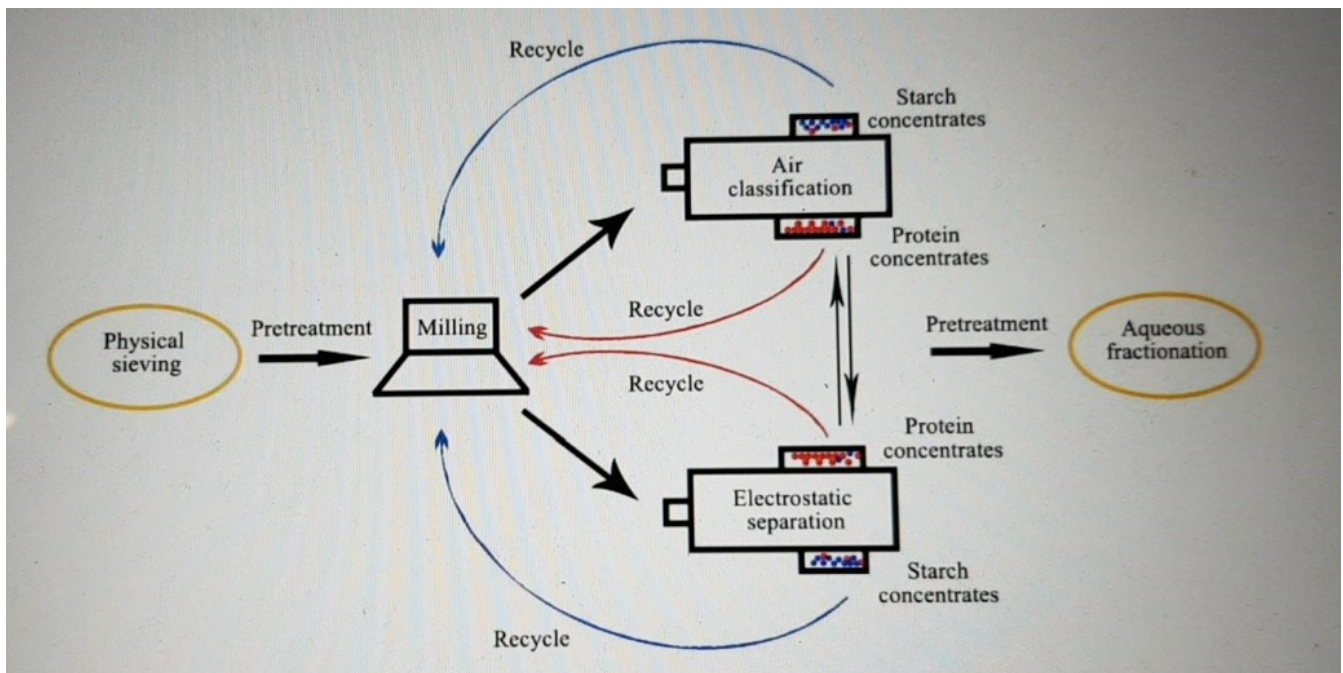 Recycle
Starch
concentrates
Air
classification
Protein
concentrates
Recycle
Physical
sieving
Pretreatment
Milling
Pretreatment
Aqueous
fractionation
Recycle
Protein
concentrates
Electrostatic
separation
Starch
concentrates
Recycle